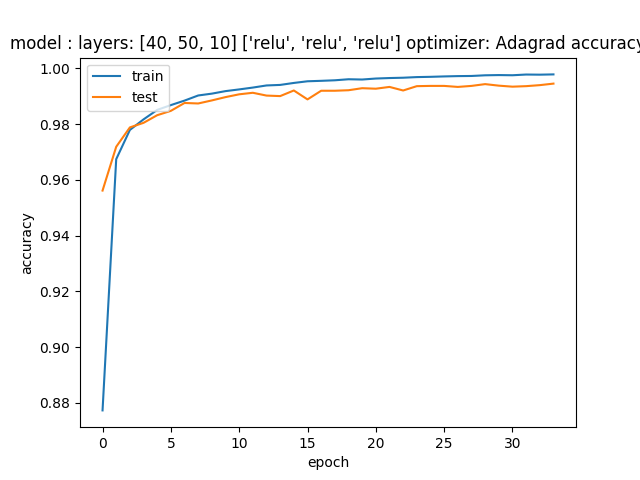 model : layers: [40, 50, 10] ['relu', 'relu', 'relu'] optimizer: Adagrad accuracy
train
test
1.00
0.98
0.96
0.94
0.92
0.90
0.88
accuracy
0 5 10 15 20 25 30
epoch